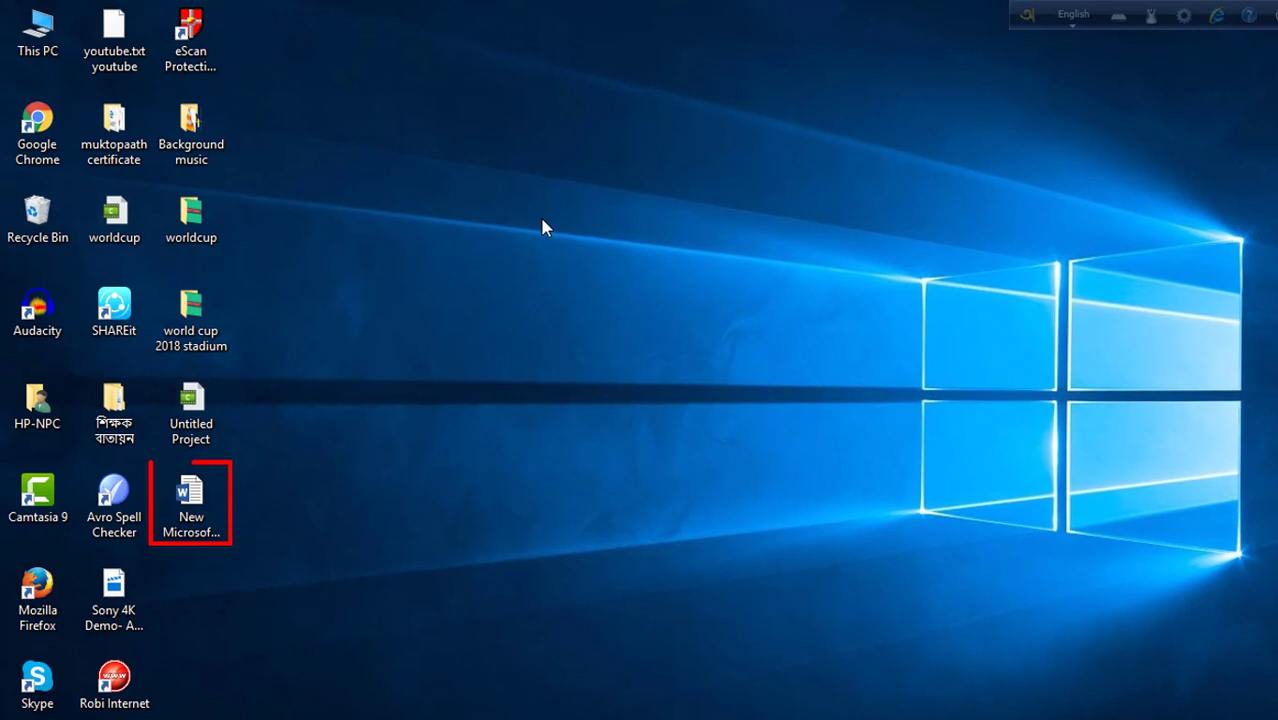 English
This PC
youtube.txt
youtube
eScan
Protecti...
Google
Chrome
muktopaath
certificate
Background
music
Recycle Bin
worldcup
worldcup
Audacity
SHAREit
world cup
2018 stadium
HP-NPC
শিক্ষক
বাতায়ন
Untitled
Project
Camtasia 9
Avro Spell
Checker
New
Microsof...
Mozilla
Firefox
Sony 4K
Demo- A...
Skype
Robi Internet